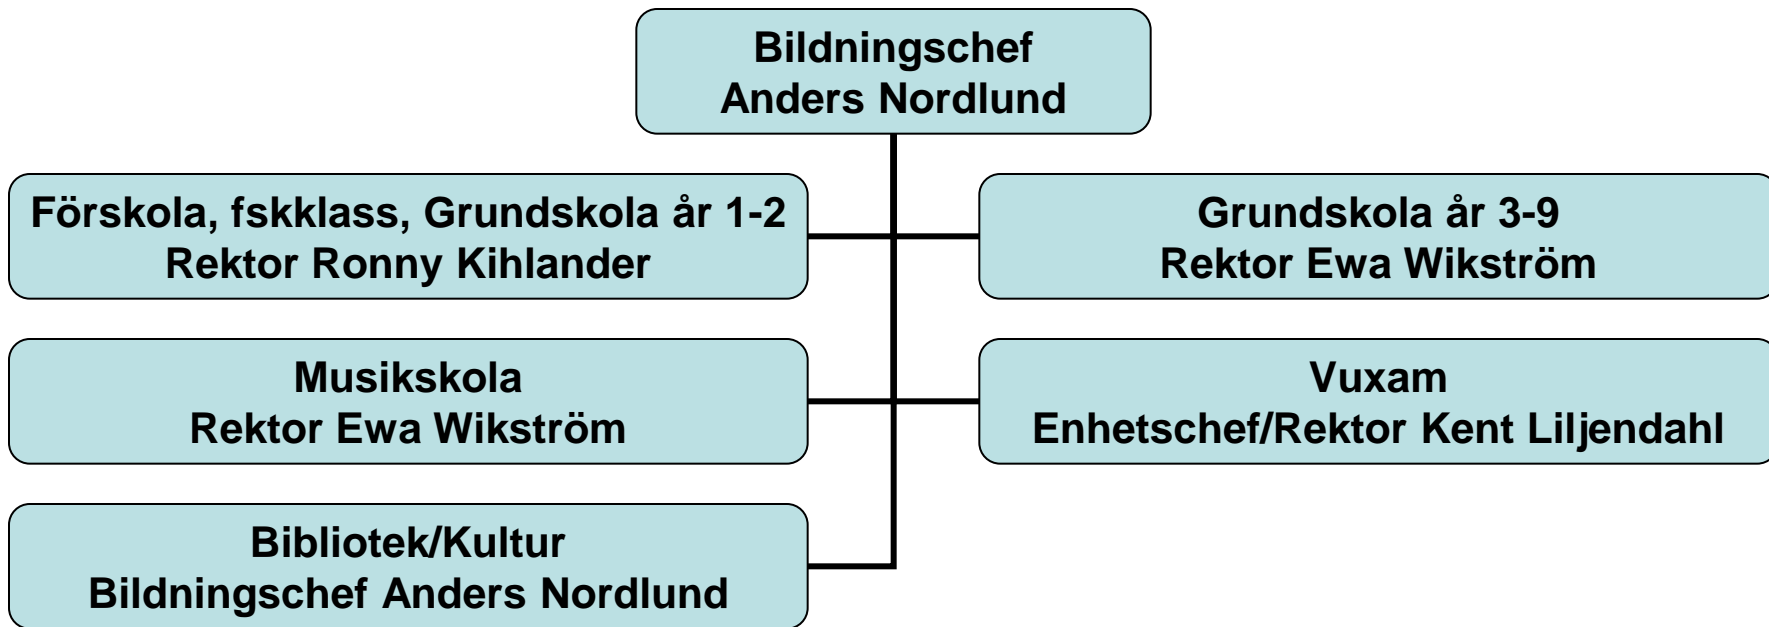 Bildningschef
Anders Nordlund
Förskola, fskklass, Grundskola år 1-2
Rektor Ronny Kihlander
Grundskola år 3-9
Rektor Ewa Wikström
Musikskola
Rektor Ewa Wikström
Vuxam
Enhetschef/Rektor Kent Liljendahl
Bibliotek/Kultur
Bildningschef Anders Nordlund